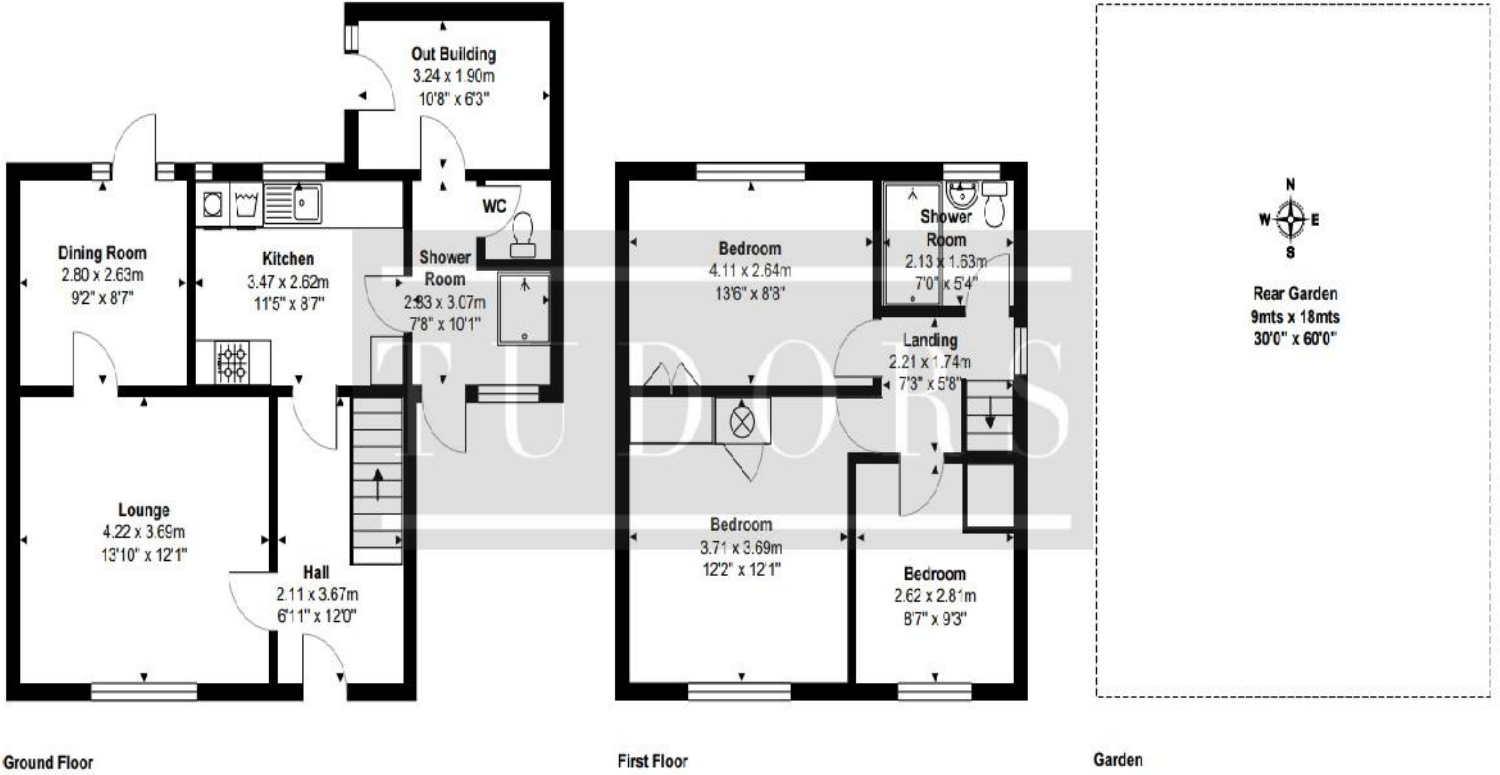 Out Building
3.24 x 1.90m
10'8" x 6'3"
Dining Room
2.80 x 2.63m
9'2" x 8'7"
Kitchen
3.47 x 2.62m
11'5" x 8'7"
WC
Shower
Room
2.33 x 3.07m
7'8" x 10'1"
Lounge
4.22 x 3.69m
13'10" x 12'1"
Hall
2.11 x 3.67m
6'11" x 12'0"
Bedroom
4.11 x 2.64m
13'6" x 8'8"
Shower
Room
2.13 x 1.63m
7'0" x 5'4"
Landing
2.21 x 1.74m
7'3" x 5'8"
Bedroom
3.71 x 3.69m
12'2" x 12'1"
Bedroom
2.62 x 2.81m
8'7" x 9'3"
TUDORS
N
W E
S
Rear Garden
9mts x 18mts
30'0" x 60'0"
Ground Floor
First Floor
Garden